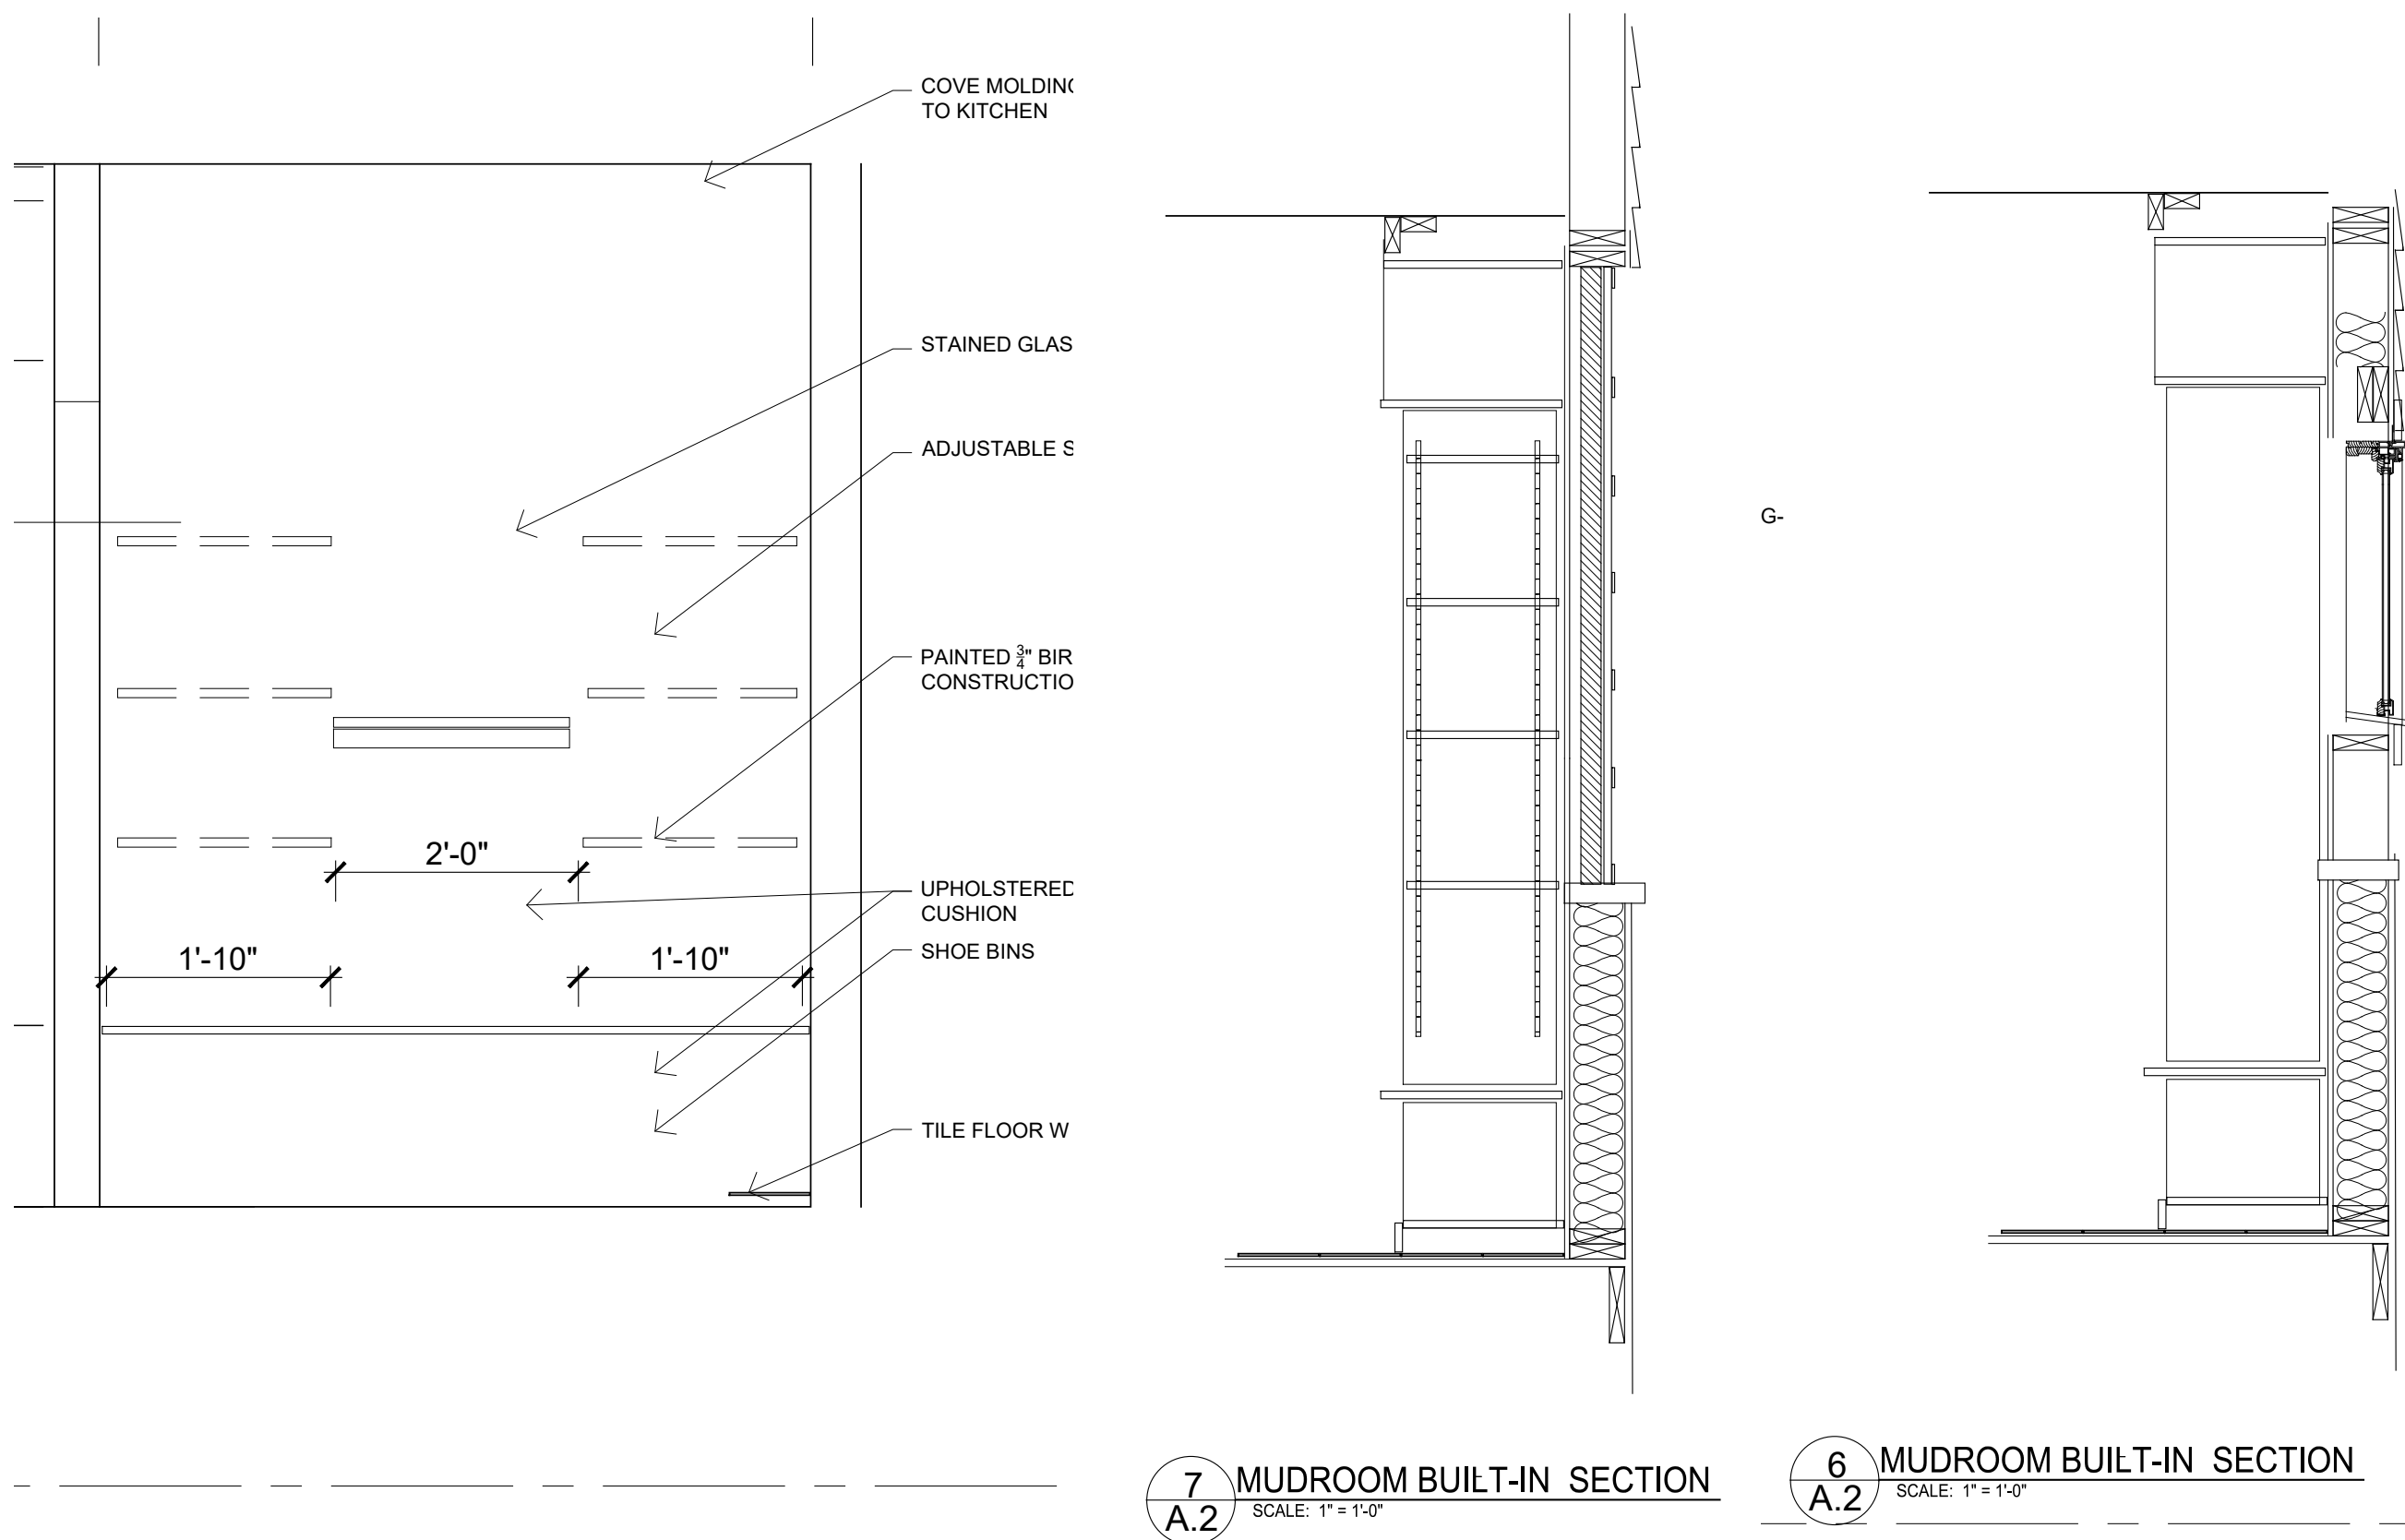 COVE MOLDING
TO KITCHEN
STAINED GLAS
ADJUSTABLE S
PAINTED 3/4" BIR
CONSTRUCTIO
2'-0"
UPHOLSTERED
CUSHION
1'-10"
1'-10"
SHOE BINS
TILE FLOOR W
G-
7
A.2
MUDROOM BUILT-IN SECTION
SCALE: 1" = 1'-0"
6
A.2
MUDROOM BUILT-IN SECTION
SCALE: 1" = 1'-0"